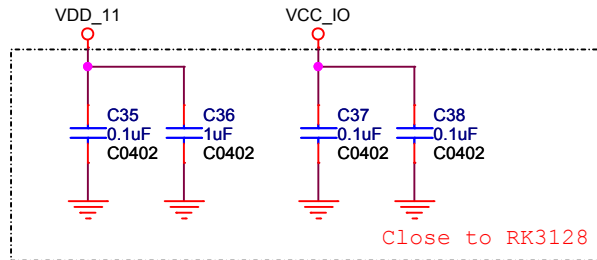 VDD_11
VCC_IO
C35
0.1uF
C0402
C36
1uF
C0402
C37
0.1uF
C0402
C38
0.1uF
C0402
Close to RK3128